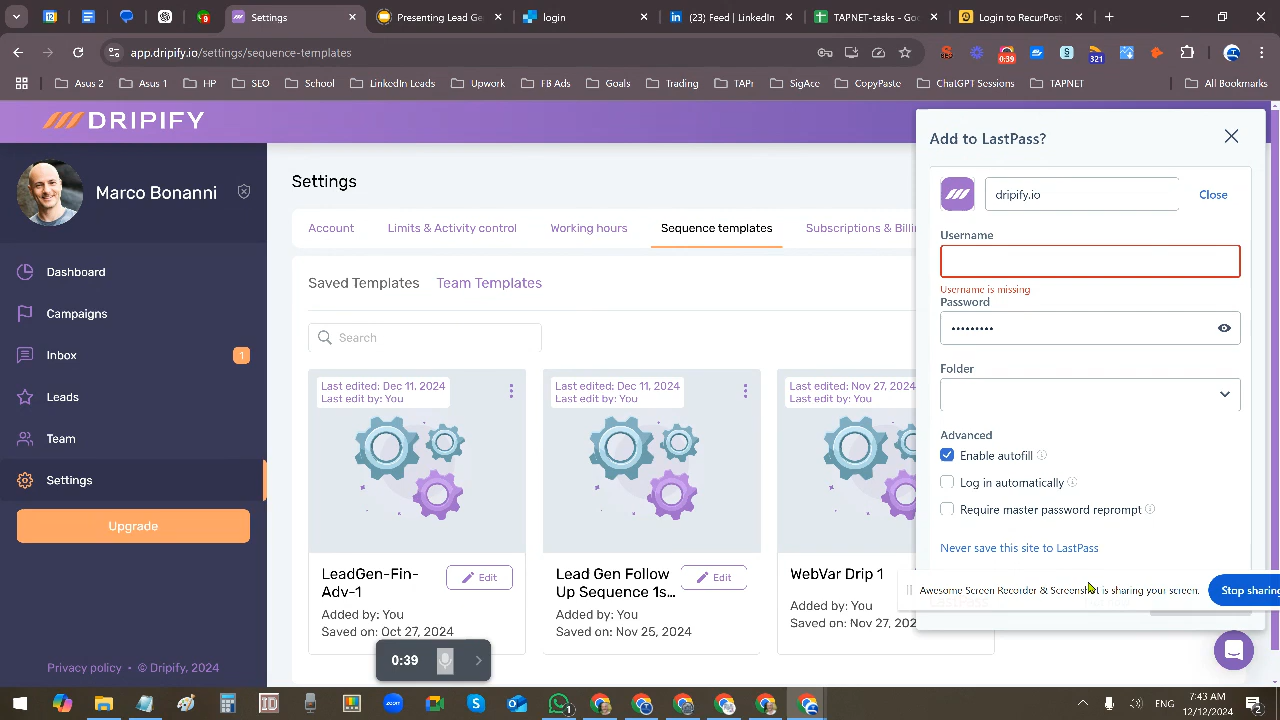 Settings
Presenting Lead Ge
login
(23) Feed | LinkedIn
TAPNET-tasks - Goo
Login to RecurPost
app.dripify.io/settings/sequence-templates
0:39
321
Asus 2
Asus 1
HP
SEO
School
LinkedIn Leads
Upwork
FB Ads
Goals
Trading
TAPr
SigAce
CopyPaste
ChatGPT Sessions
TAPNET
All Bookmarks
DRIPIFY
Marco Bonanni
Dashboard
Campaigns
Inbox
1
Leads
Team
Settings
Upgrade
Privacy policy • © Dripify, 2024
Settings
Account
Limits & Activity control
Working hours
Sequence templates
Subscriptions & Billi
Saved Templates
Team Templates
Search
Last edited: Dec 11, 2024
Last edit by: You
LeadGen-Fin-
Adv-1
Edit
Added by: You
Saved on: Oct 27, 2024
Last edited: Dec 11, 2024
Last edit by: You
Lead Gen Follow
Up Sequence 1s...
Edit
Added by: You
Saved on: Nov 25, 2024
Last edited: Nov 27, 202
Last edit by: You
WebVar Drip 1
Added by: You
Saved on: Nov 27, 202
Add to LastPass?
dripify.io
Close
Username
Username is missing
Password
•••••••••
Folder
Advanced
Enable autofill
Log in automatically
Require master password reprompt
Never save this site to LastPass
Awesome Screen Recorder & Screenshot is sharing your screen.
Stop sharing
0:39
7:43 AM
ENG
12/12/2024
2